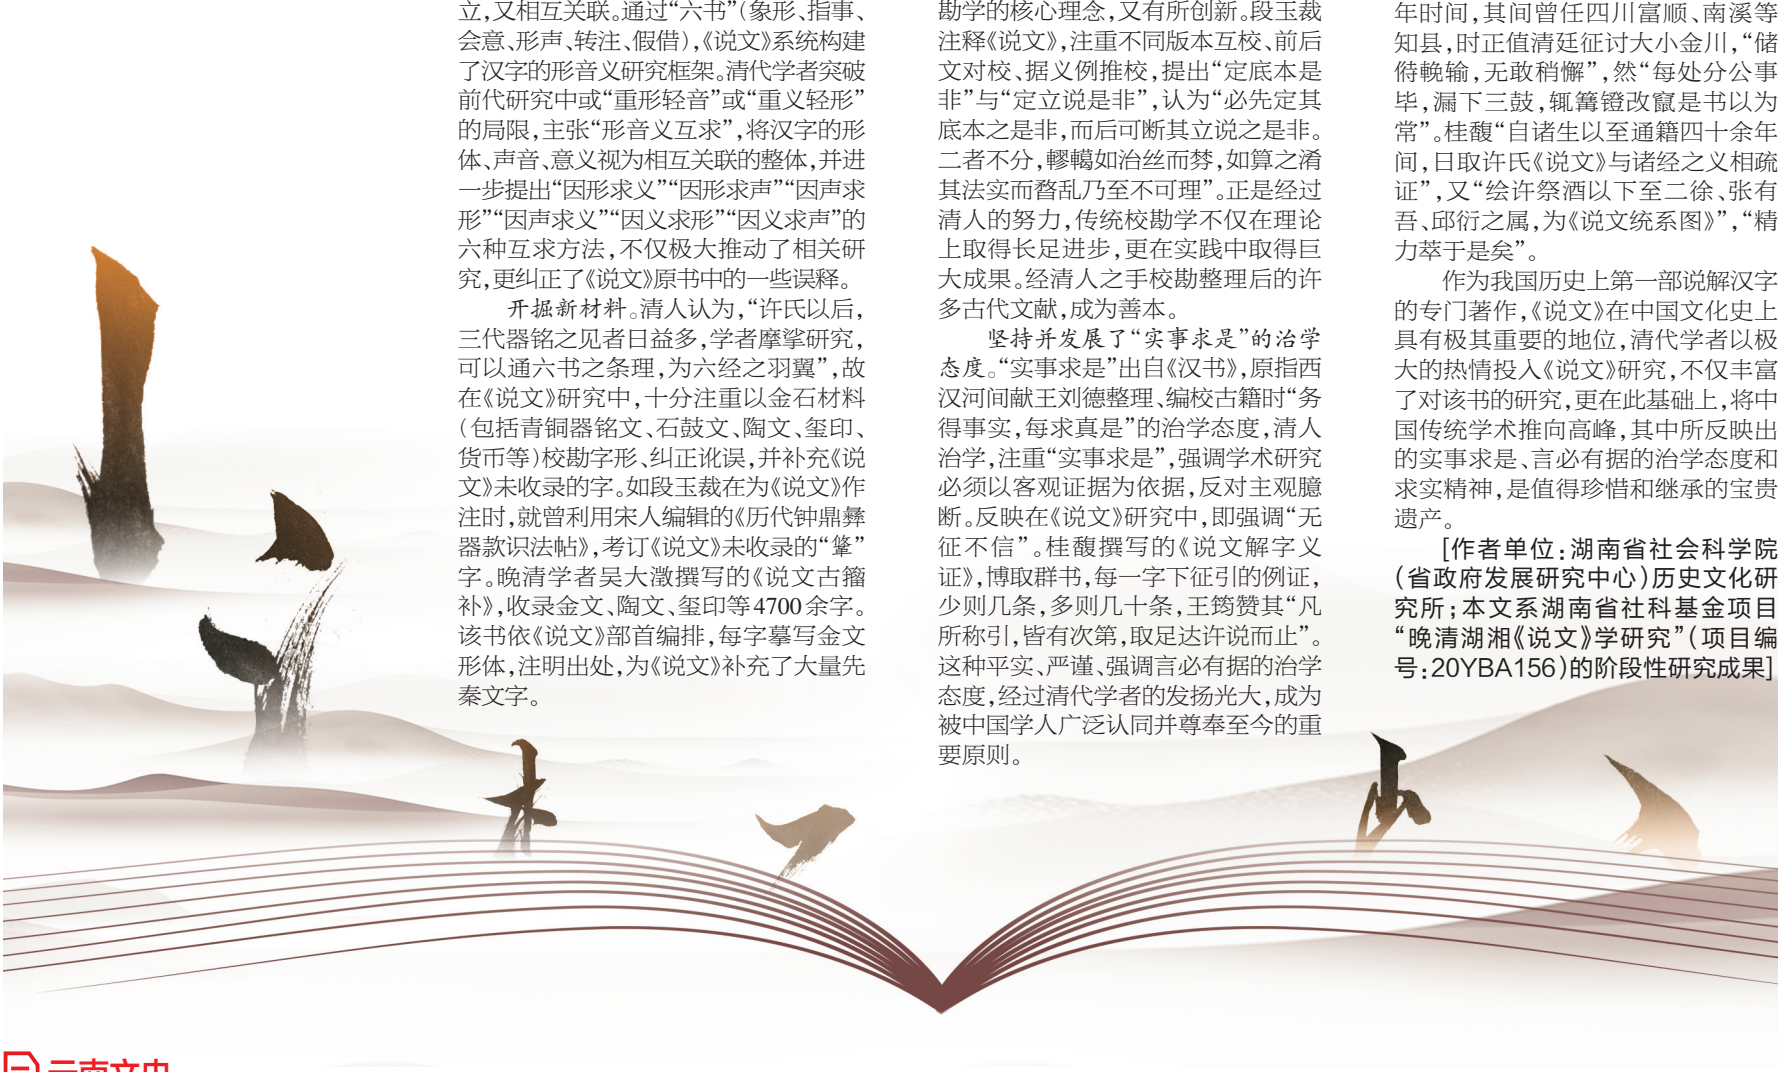 立,又相互关联。通过“六书”(象形、指事、
会意、形声、转注、假借),《说文》系统构建
了汉字的形音义研究框架。清代学者突破
前代研究中或“重形轻音”或“重义轻形”
的局限,主张“形音义互求”,将汉字的形
体、声音、意义视为相互关联的整体,并进
一步提出“因形求义”“因形求声”“因声求
形”“因声求义”“因义求形”“因义求声”的
六种互求方法,不仅极大推动了相关研
究,更纠正了《说文》原书中的一些误释。
开掘新材料。清人认为,“许氏以后,
三代器铭之见者日益多,学者摩挲研究,
可以通六书之条理,为六经之羽翼”,故
在《说文》研究中,十分注重以金石材料
(包括青铜器铭文、石鼓文、陶文、玺印、
货币等)校勘字形、纠正讹误,并补充《说
文》未收录的字。如段玉裁在为《说文》作
注时,就曾利用宋人编辑的《历代钟鼎彝
器款识法帖》,考订《说文》未收录的“肇”
字。晚清学者吴大澂撰写的《说文古籀
补》,收录金文、陶文、玺印等4700余字。
该书依《说文》部首编排,每字摹写金文
形体,注明出处,为《说文》补充了大量先
秦文字。
勘学的核心理念,又有所创新。段玉裁
注释《说文》,注重不同版本互校、前后
文对校、据义例推校,提出“定底本是
非”与“定立说是非”,认为“必先定其
底本之是非,而后可断其立说之是非。
二者不分,轇轕如治丝而棼,如算之淆
其法实而瞀乱乃至不可理”。正是经过
清人的努力,传统校勘学不仅在理论
上取得长足进步,更在实践中取得巨
大成果。经清人之手校勘整理后的许
多古代文献,成为善本。
坚持并发展了“实事求是”的治学
态度。“实事求是”出自《汉书》,原指西
汉河间献王刘德整理、编校古籍时“务
得事实,每求真是”的治学态度,清人
治学,注重“实事求是”,强调学术研究
必须以客观证据为依据,反对主观臆
断。反映在《说文》研究中,即强调“无
征不信”。桂馥撰写的《说文解字义
证》,博取群书,每一字下征引的例证,
少则几条,多则几十条,王筠赞其“凡
所称引,皆有次第,取足达许说而止”。
这种平实、严谨、强调言必有据的治学
态度,经过清代学者的发扬光大,成为
被中国学人广泛认同并尊奉至今的重
要原则。
年时间,其间曾任四川富顺、南溪等
知县,时正值清廷征讨大小金川,“储
偫輓输,无敢稍懈”,然“每处分公事
毕,漏下三鼓,辄篝镫改窜是书以为
常”。桂馥“自诸生以至通籍四十余年
间,日取许氏《说文》与诸经之义相疏
证”,又“绘许祭酒以下至二徐、张有
吾、邱衍之属,为《说文统系图》”,“精
力萃于是矣”。
作为我国历史上第一部说解汉字
的专门著作,《说文》在中国文化史上
具有极其重要的地位,清代学者以极
大的热情投入《说文》研究,不仅丰富
了对该书的研究,更在此基础上,将中
国传统学术推向高峰,其中所反映出
的实事求是、言必有据的治学态度和
求实精神,是值得珍惜和继承的宝贵
遗产。
[作者单位:湖南省社会科学院
(省政府发展研究中心)历史文化研
究所;本文系湖南省社科基金项目
“晚清湖湘《说文》学研究”(项目编
号:20YBA156)的阶段性研究成果]
云南文史